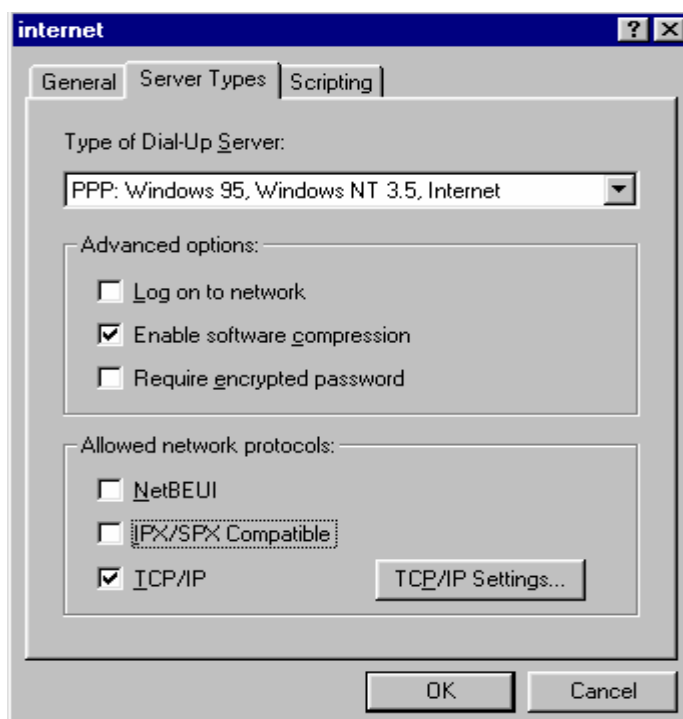 internet
General Server Types Scripting
Type of Dial-Up Server:
PPP: Windows 95, Windows NT 3.5, Internet
Advanced options:
Log on to network
Enable software compression
Require encrypted password
Allowed network protocols:
NetBEUI
IPX/SPX Compatible
TCP/IP TCP/IP Settings...
OK Cancel